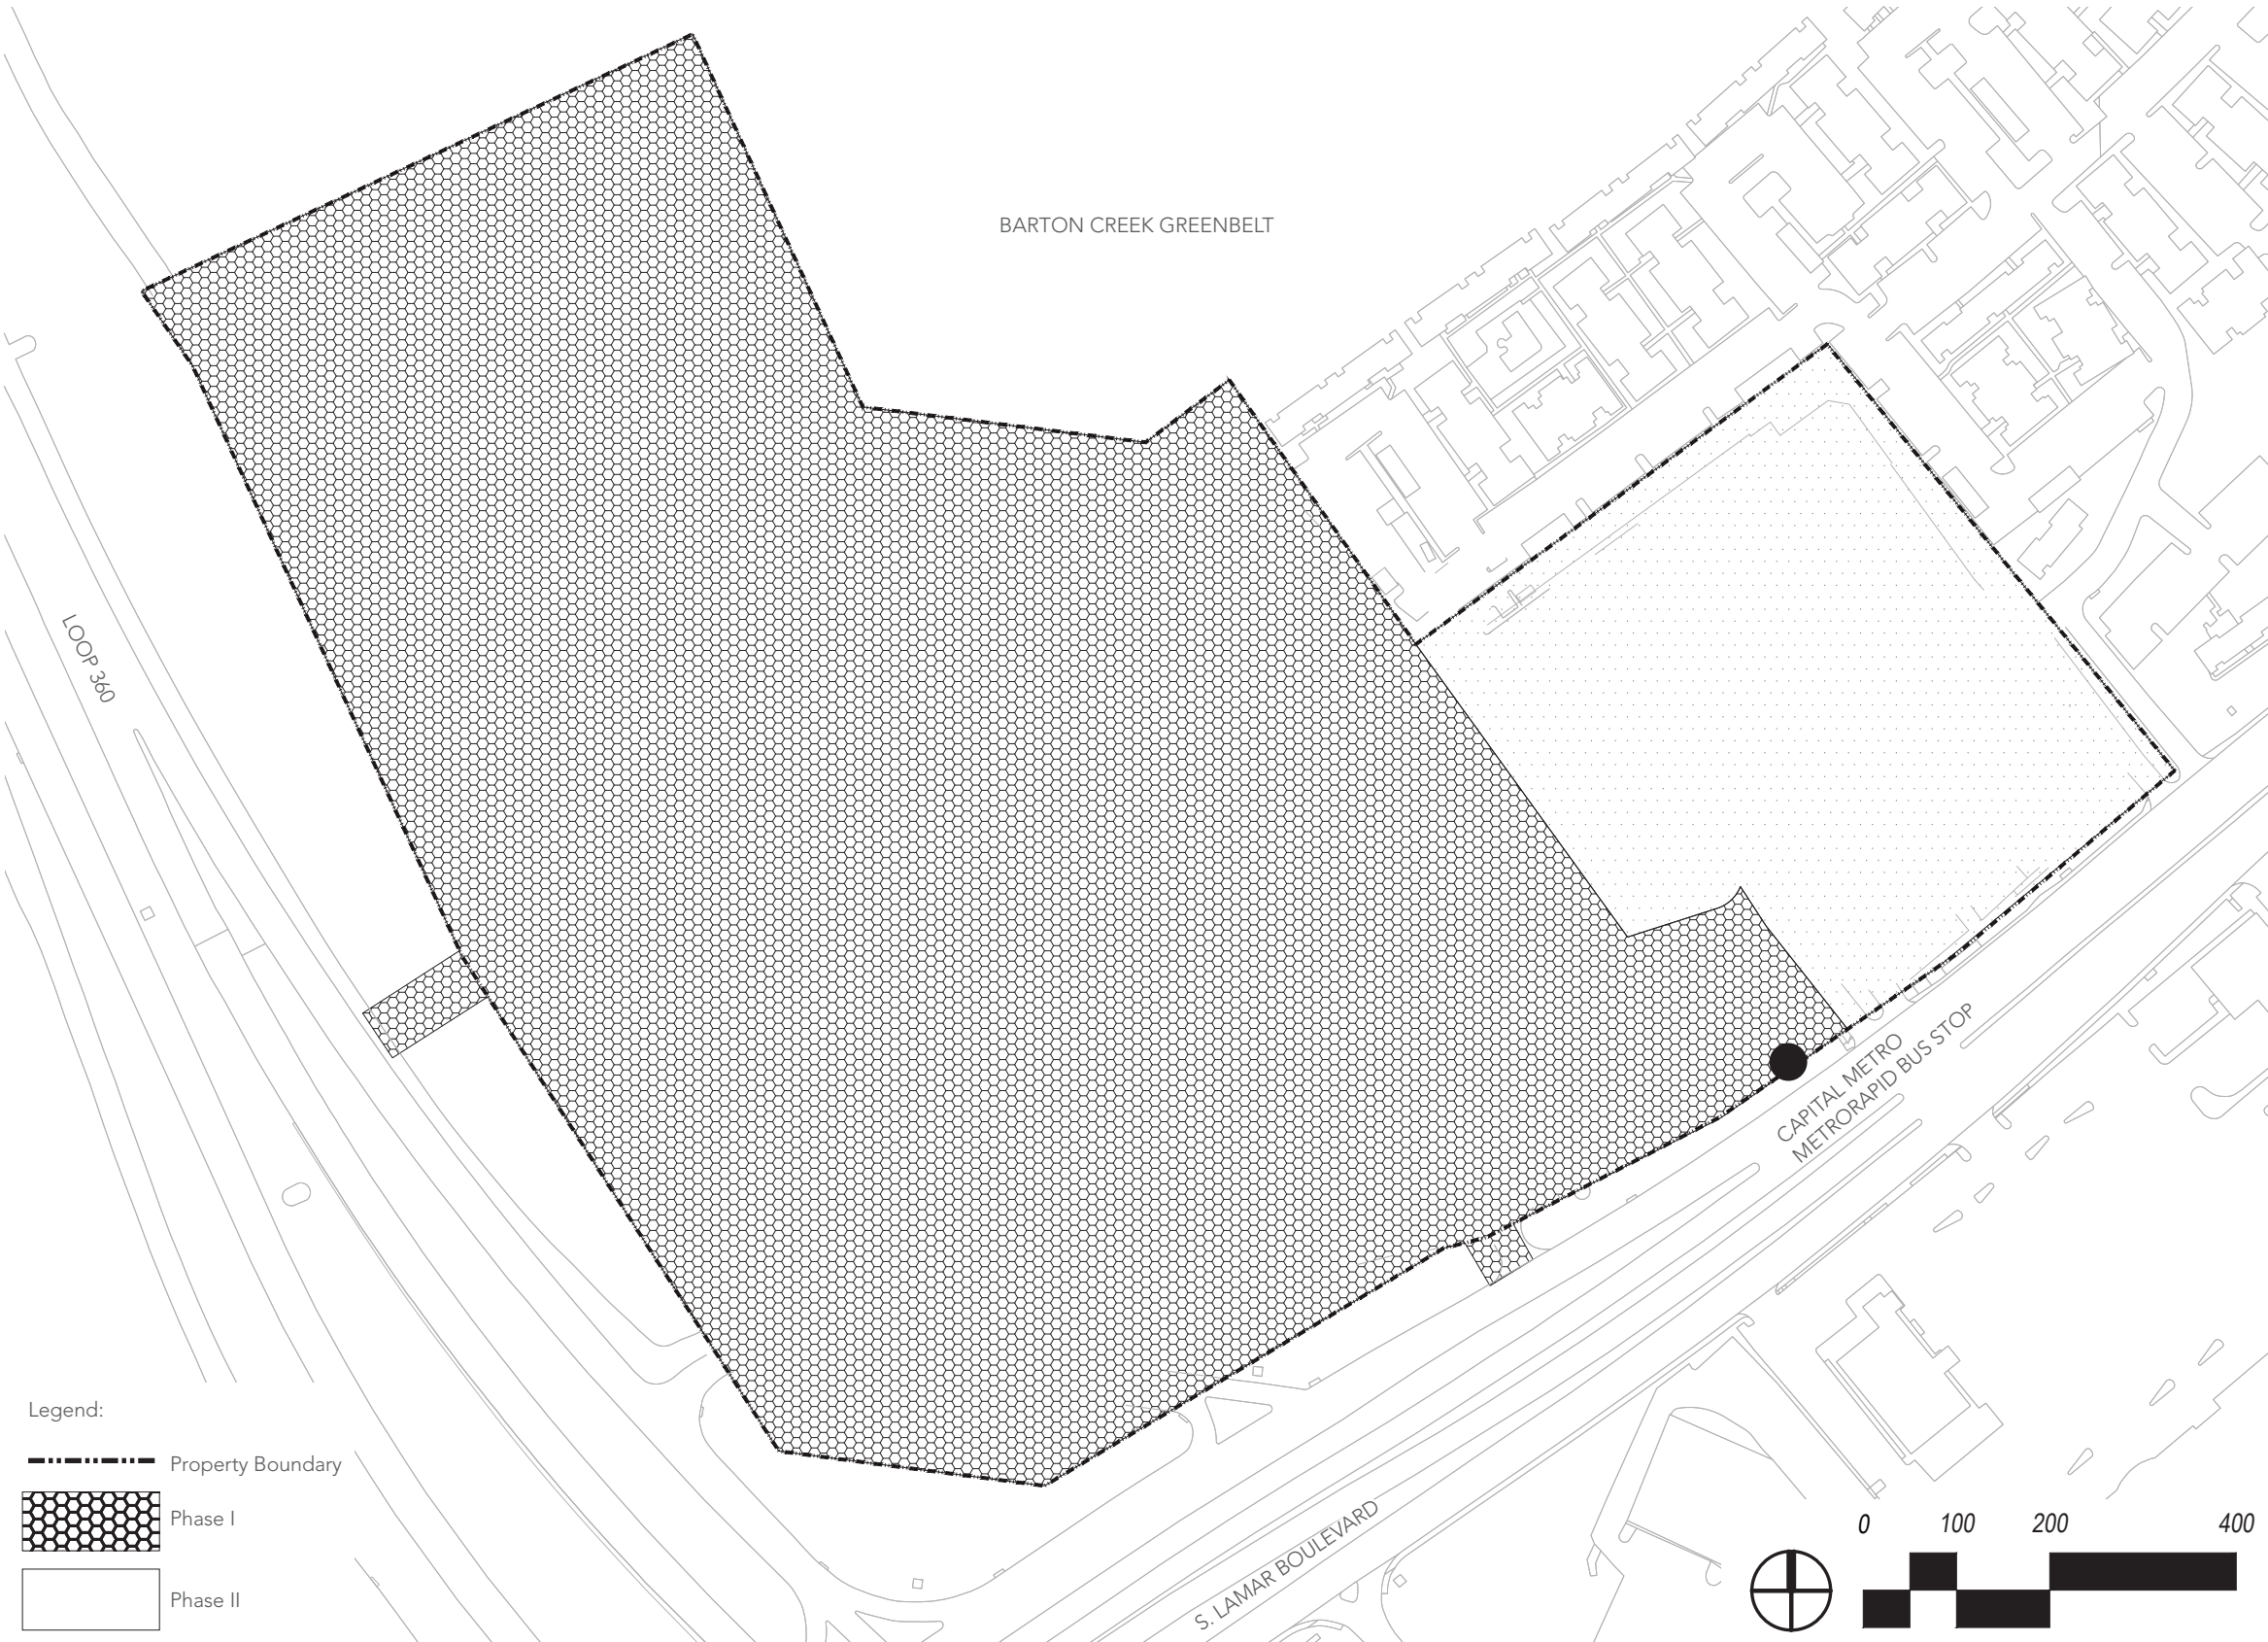 BARTON CREEK GREENBELT
LOOP 360
CAPITAL METRO
METRORAPID BUS STOP
S. LAMAR BOULEVARD
Legend:
Property Boundary
Phase I
Phase II
0 100 200 400